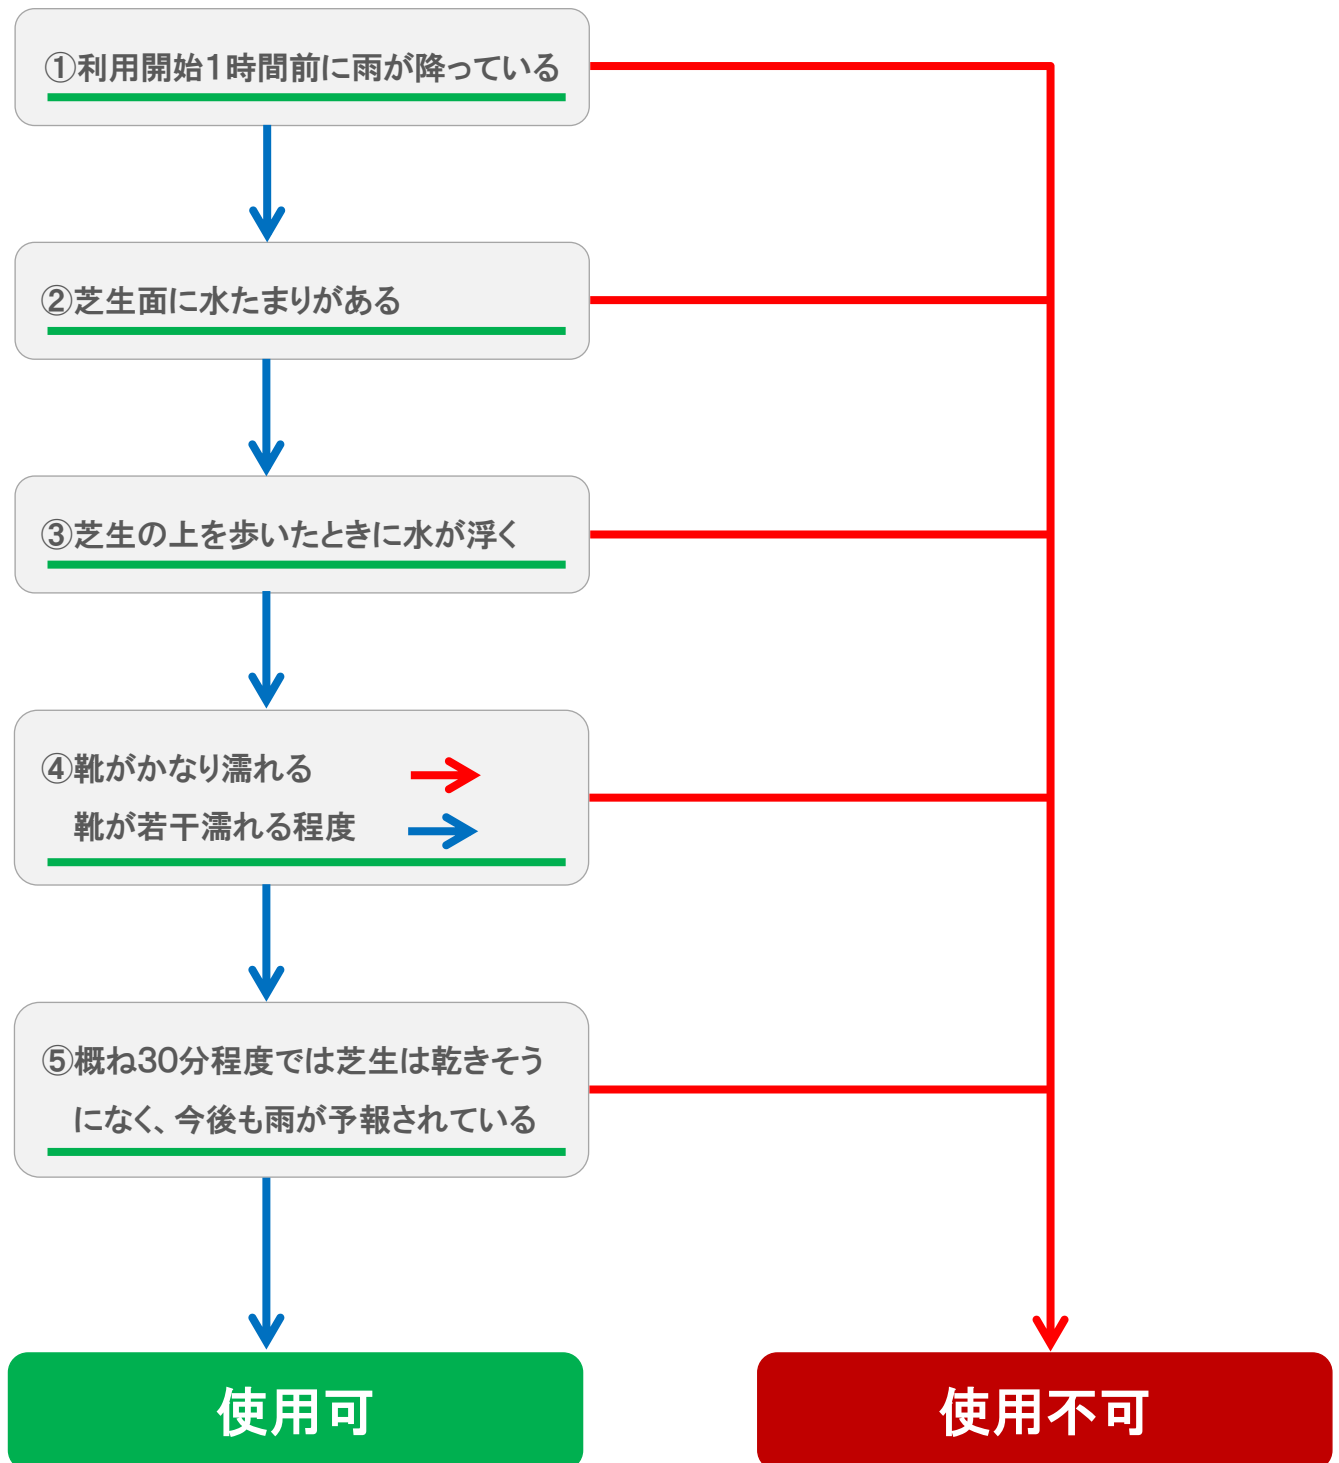 ①利用開始1時間前に雨が降っている
②芝生面に水たまりがある
③芝生の上を歩いたときに水が浮く
④靴がかなり濡れる
靴が若干濡れる程度
⑤概ね30分程度では芝生は乾きそう
になく、今後も雨が予報されている
使用可
使用不可